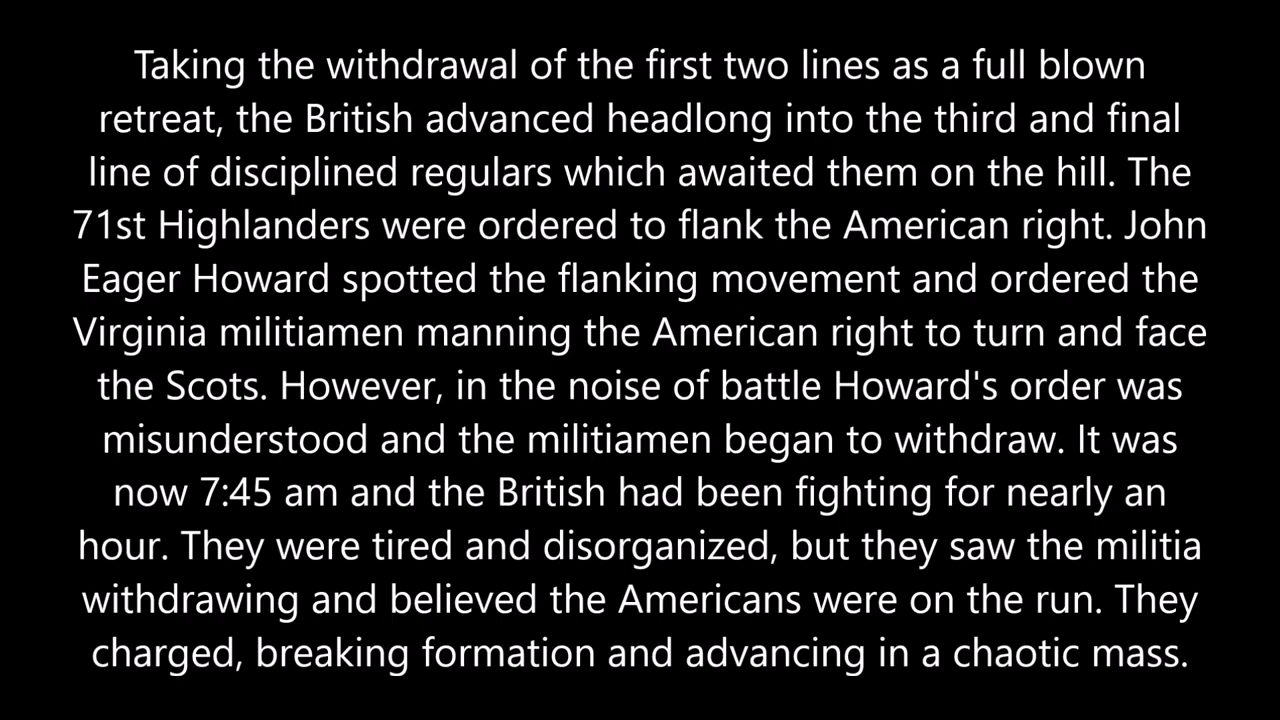 Taking the withdrawal of the first two lines as a full blown
retreat, the British advanced headlong into the third and final
line of disciplined regulars which awaited them on the hill. The
71st Highlanders were ordered to flank the American right. John
Eager Howard spotted the flanking movement and ordered the
Virginia militiamen manning the American right to turn and face
the Scots. However, in the noise of battle Howard's order was
misunderstood and the militiamen began to withdraw. It was
now 7:45 am and the British had been fighting for nearly an
hour. They were tired and disorganized, but they saw the militia
withdrawing and believed the Americans were on the run. They
charged, breaking formation and advancing in a chaotic mass.